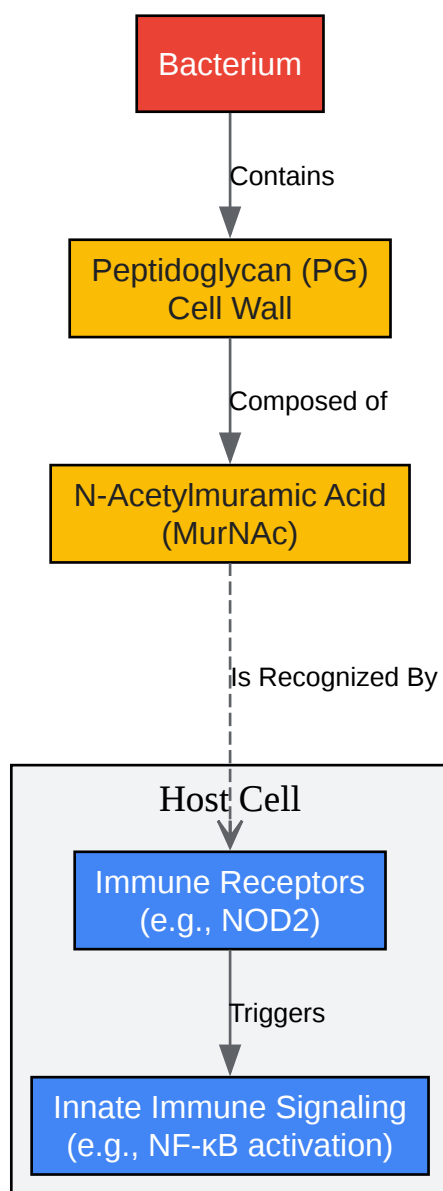 Bacterium
Contains
Peptidoglycan (PG)
Cell Wall
Composed of
N-Acetylmuramic Acid
(MurNAc)
Is Recognized By
Host Cell
Immune Receptors
(e.g., NOD2)
Triggers
Innate Immune Signaling
(e.g., NF-κB activation)